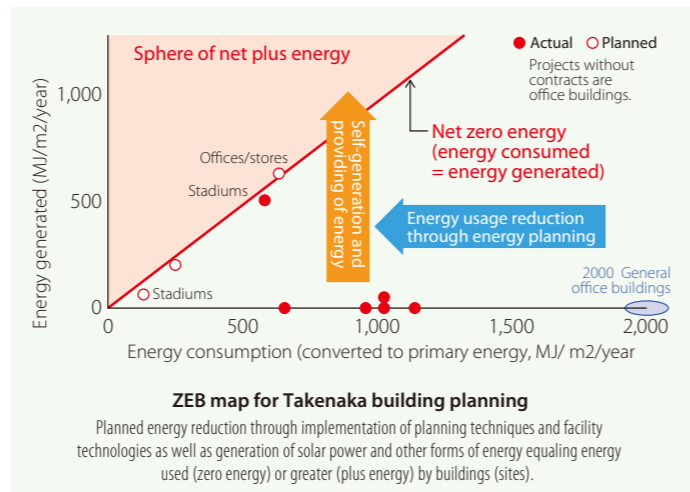 Sphere of net plus energy
Actual Planned
Projects without
contracts are
office buildings.
1,000
500
0
Energy generated (MJ/m2/year)
Offices/stores
Stadiums
Stadiums
Self-generation and
providing of energy
Net zero energy
(energy consumed
= energy generated)
Energy usage reduction
through energy planning
2000 General
office buildings
0 500 1,000 1,500 2,000
Energy consumption (converted to primary energy, MJ/ m2/year
ZEB map for Takenaka building planning
Planned energy reduction through implementation of planning techniques and facility
technologies as well as generation of solar power and other forms of energy equaling energy
used (zero energy) or greater (plus energy) by buildings (sites).